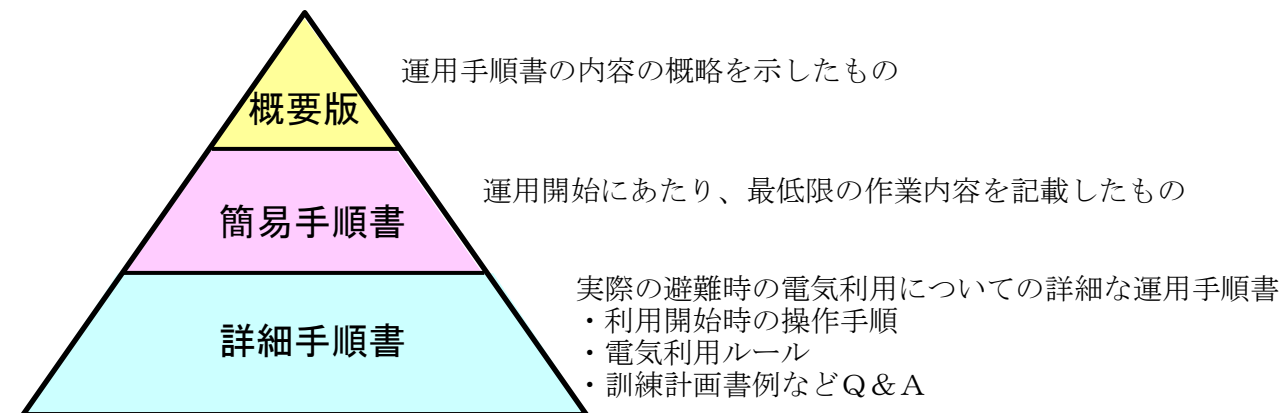 運用手順書の内容の概略を示したもの
概要版
運用開始にあたり、最低限の作業内容を記載したもの
簡易手順書
実際の避難時の電気利用についての詳細な運用手順書
・利用開始時の操作手順
詳細手順書
・電気利用ルール
・訓練計画書例などQ&A